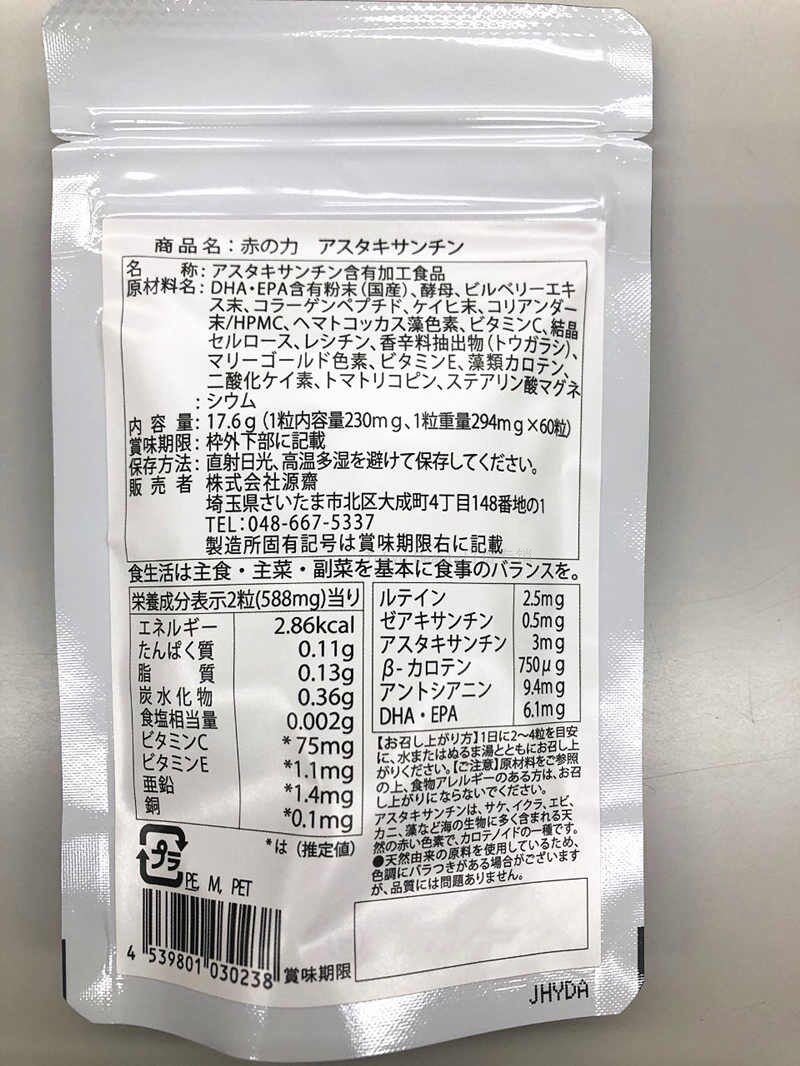 商品名：赤の力　アスタキサンチン
名　　称：アスタキサンチン含有加工食品
原材料名：DHA・EPA含有粉末（国産）、酵母、ビルベリーエキ
ス末、コラーゲンペプチド、ケイヒ末、コリアンダー
末/HPMC、ヘマトコッカス藻色素、ビタミンC、結晶
セルロース、レシチン、香辛料抽出物（トウガラシ）、
マリーゴールド色素、ビタミンE、藻類カロテン、
二酸化ケイ素、トマトリコピン、ステアリン酸マグネ
：シウム
内容量：17.6g（1粒内容量230mg、1粒重量294mg×60粒）
賞味期限：枠外下部に記載
保存方法：直射日光、高温多湿を避けて保存してください。
販売者　株式会社源齋
埼玉県さいたま市北区大成町4丁目148番地の1
TEL：048-667-5337
製造所固有記号は賞味期限右に記載
食生活は主食・主菜・副菜を基本に食事のバランスを。
栄養成分表示2粒(588mg)当り
エネルギー　2.86kcal
たんぱく質　0.11g
脂　　質　0.13g
炭水化物　0.36g
食塩相当量　0.002g
ビタミンC　*75mg
ビタミンE　*1.1mg
亜鉛　*1.4mg
銅　*0.1mg
*は（推定値）
ルテイン　2.5mg
ゼアキサンチン　0.5mg
アスタキサンチン　3mg
β-カロテン　750μg
アントシアニン　9.4mg
DHA・EPA　6.1mg
【お召し上がり方】1日に2〜4粒を目安
に、水またはぬるま湯とともにお召し上
がりください。【ご注意】原材料をご参照
の上、食物アレルギーのある方は、お召
し上がりにならないでください。
アスタキサンチンは、サケ、イクラ、エビ、
カニ、藻など海の生物に多く含まれる天
然の赤い色素で、カロテノイドの一種です。
●天然由来の原料を使用しているため、
色調にバラつきがある場合がございます
が、品質には問題ありません。
プラ
PE, M, PET
4 539801 030238
賞味期限
JHYDA